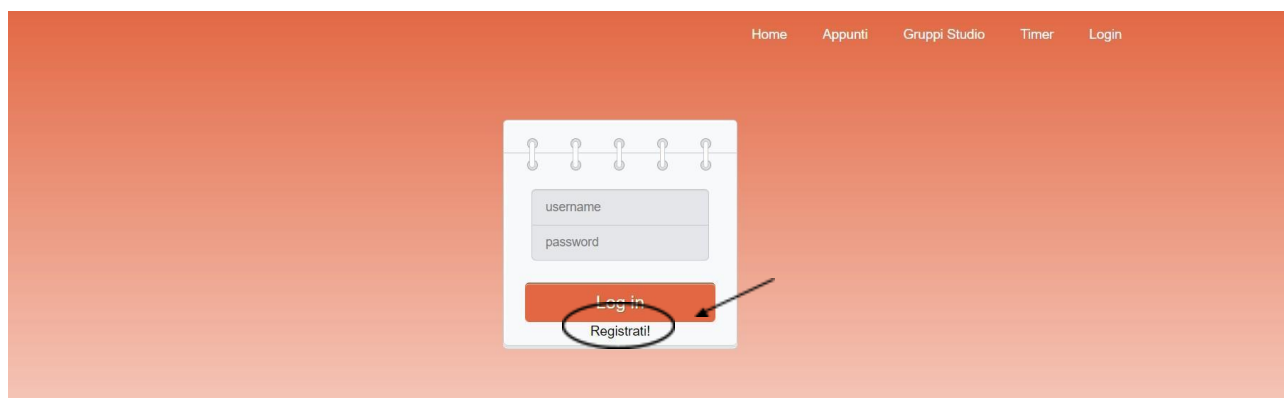 Home Appunti Gruppi Studio Timer Login
username
password
Log in
Registrati!